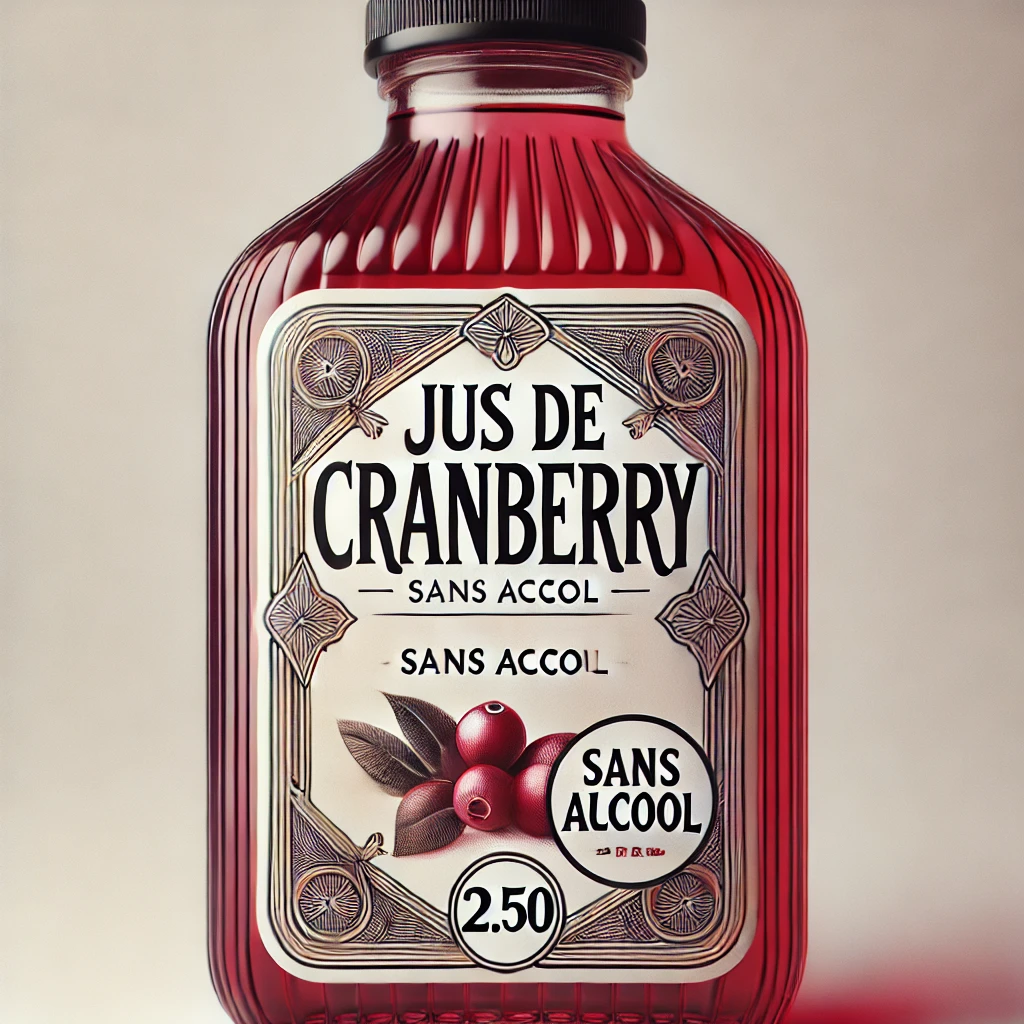 JUS DE
CRANBERRY
SANS ACCOL
SANS ACCOIL
SANS
ALCOOL
2.50